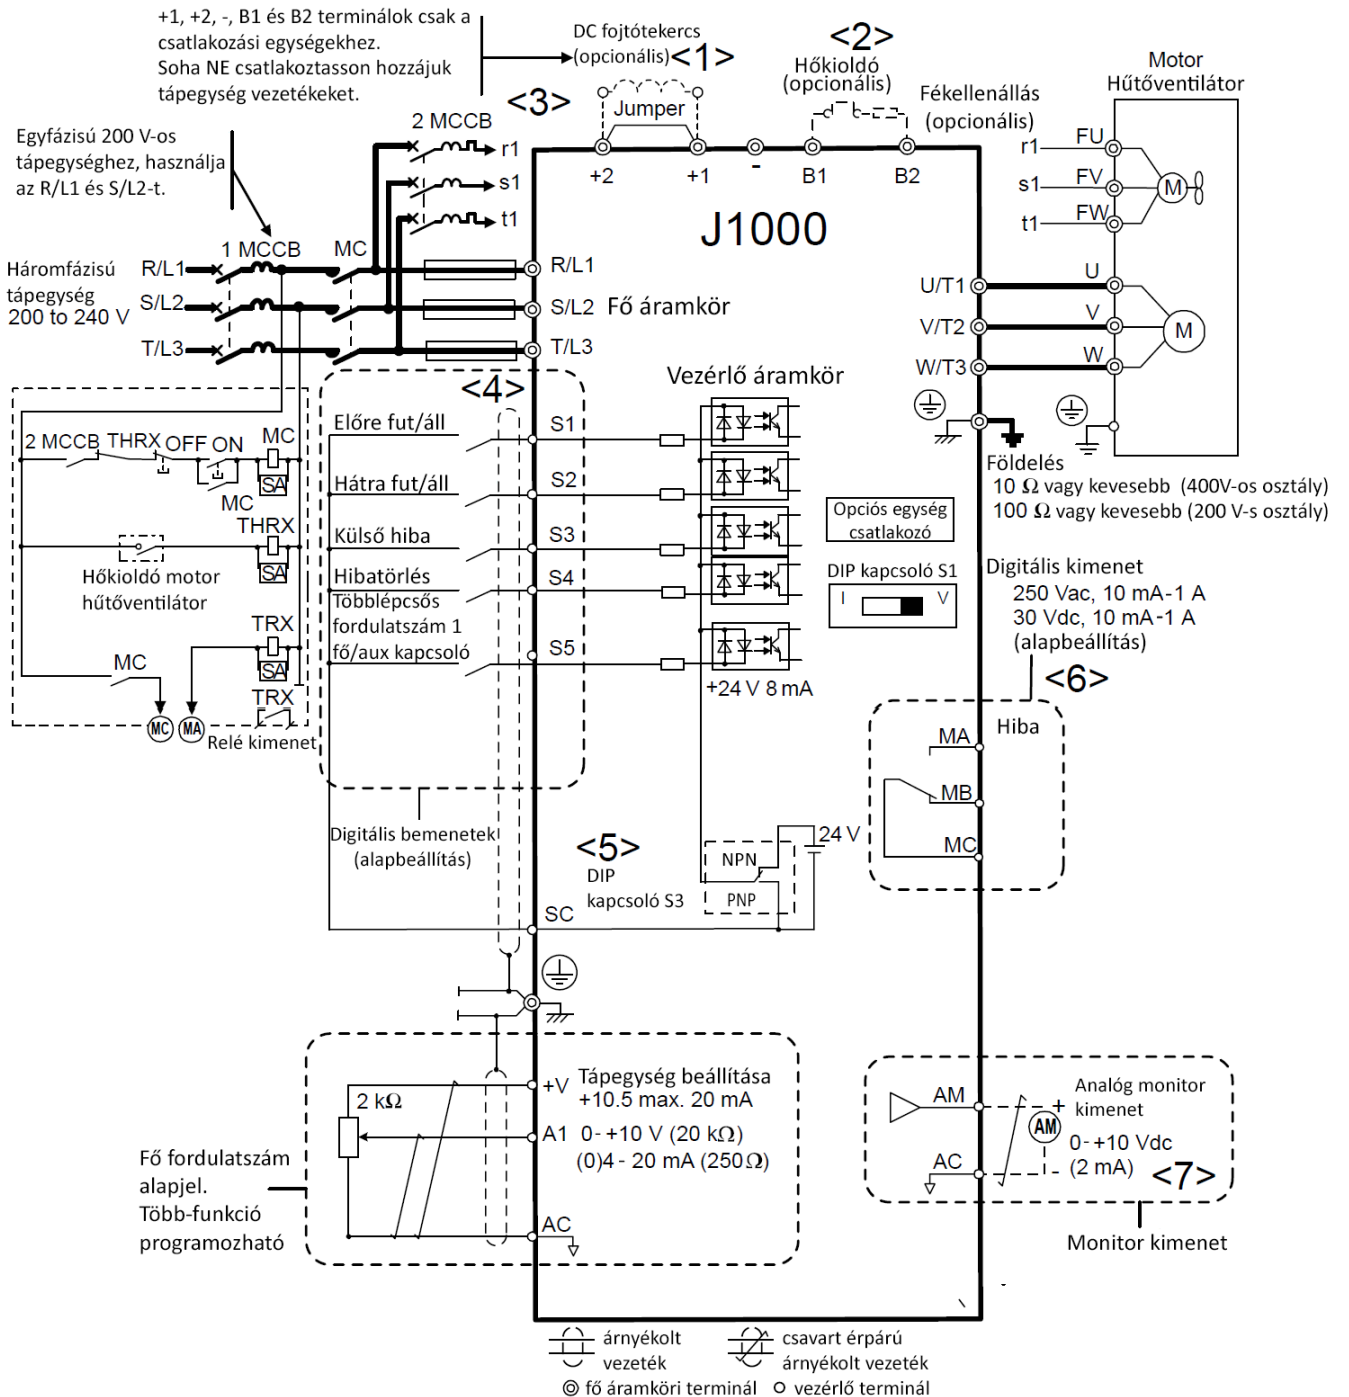 +1, +2, -, B1 és B2 terminálok csak a
csatlakozási egységekhez.
Soha NE csatlakoztasson hozzájuk
tápegység vezetékeket.
DC fojtótekercs
(opcionális) <1>
Jumper
<2>
Hőkioldó
(opcionális)
Fékellenállás
(opcionális)
Motor
Hűtőventilátor
<3>
2 MCCB
r1
s1
t1
Egyfázisú 200 V-os
tápegységhez, használja
az R/L1 és S/L2-t.
+2
+1
-
B1
B2
J1000
r1
FU
s1
FV
t1
FW
M
1 MCCB
MC
Háromfázisú
tápegység
200 to 240 V
R/L1
S/L2
T/L3
R/L1
S/L2
T/L3
Fő áramkör
U/T1
V/T2
W/T3
U
V
W
M
Földelés
10 Ω vagy kevesebb (400V-os osztály)
100 Ω vagy kevesebb (200 V-s osztály)
2 MCCB
THRX
OFF
ON
MC
SA
MC
THRX
SA
Hőkioldó motor
hűtőventilátor
TRX
SA
MC
TRX
MC
MA
Relé kimenet
<4>
Előre fut/áll
S1
Hátra fut/áll
S2
Külső hiba
S3
Hibatörlés
S4
Többlépcsős
fordulatszám 1
fő/aux kapcsoló
S5
Digitális bemenetek
(alapbeállítás)
Vezérlő áramkör
+24 V 8 mA
Opciós egység
csatlakozó
DIP kapcsoló S1
I
V
Digitális kimenet
250 Vac, 10 mA-1 A
30 Vdc, 10 mA-1 A
(alapbeállítás)
<6>
Hiba
MA
MB
MC
<5>
DIP
kapcsoló S3
NPN
PNP
24 V
SC
2 kΩ
+V
Tápegység beállítása
+10.5 max. 20 mA
A1
0- +10 V (20 kΩ)
(0)4 - 20 mA (250Ω)
AC
Fő fordulatszám
alapjel.
Több-funkció
programozható
AM
AC
+
AM
-
Analóg monitor
kimenet
0- +10 Vdc
(2 mA)
<7>
Monitor kimenet
árnyékolt
vezeték
csavart érpárú
árnyékolt vezeték
fő áramköri terminál
vezérlő terminál